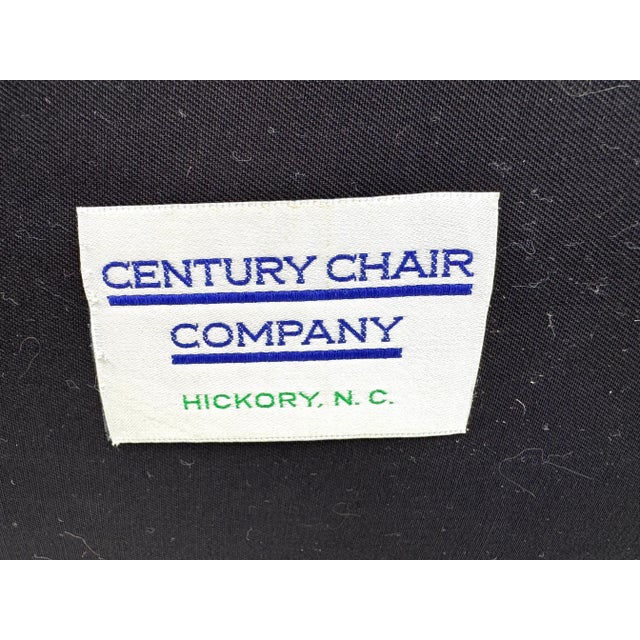 CENTURY CHAIR
COMPANY
HICKORY, N. C.